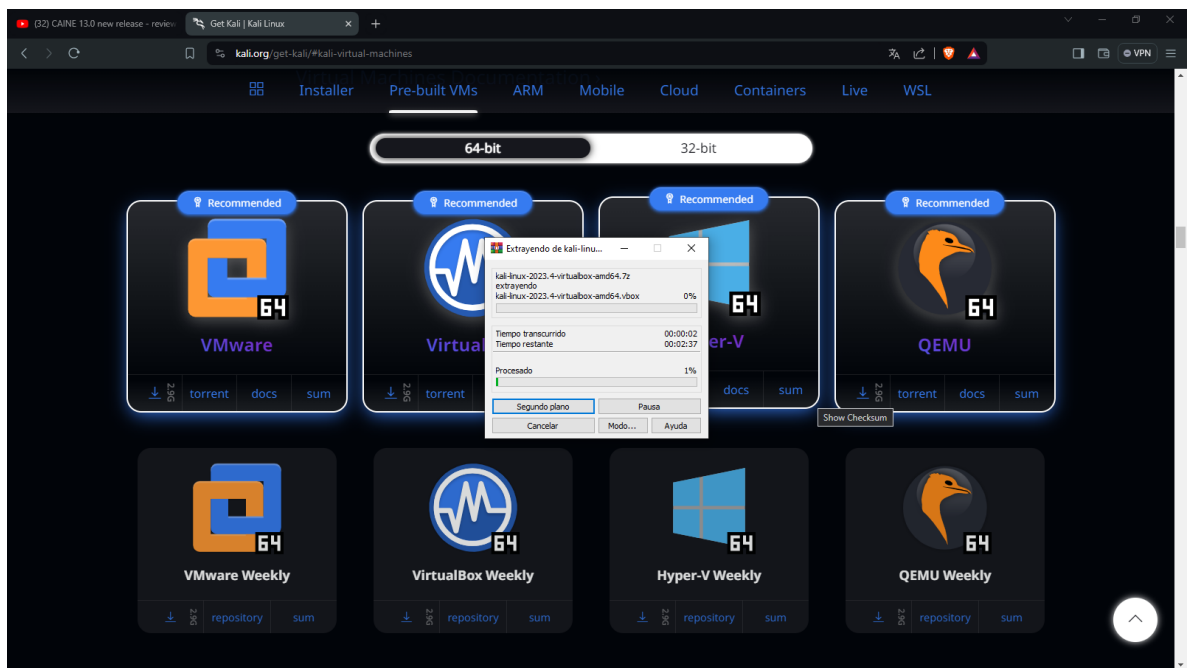 (32) CAINE 13.0 new release - review
Get Kali | Kali Linux
kali.org/get-kali/#kali-virtual-machines
VPN
Virtual Machines Documentation
Installer Pre-built VMs ARM Mobile Cloud Containers Live WSL
64-bit 32-bit
Recommended Recommended Recommended Recommended
64 64 64
VMware Virtual er-V QEMU
2.9G torrent docs sum 2.9G torrent docs sum 2.9G torrent docs sum
Extrayendo de kali-linu...
kali-linux-2023.4-virtualbox-amd64.7z
extrayendo
kali-linux-2023.4-virtualbox-amd64.vbox 0%
Tiempo transcurrido 00:00:02
Tiempo restante 00:02:37
Procesado 1%
Segundo plano Pausa
Cancelar Modo... Ayuda
Show Checksum
64 64 64 64
VMware Weekly VirtualBox Weekly Hyper-V Weekly QEMU Weekly
2.9G repository sum 2.9G repository sum 2.9G repository sum 2.9G repository sum